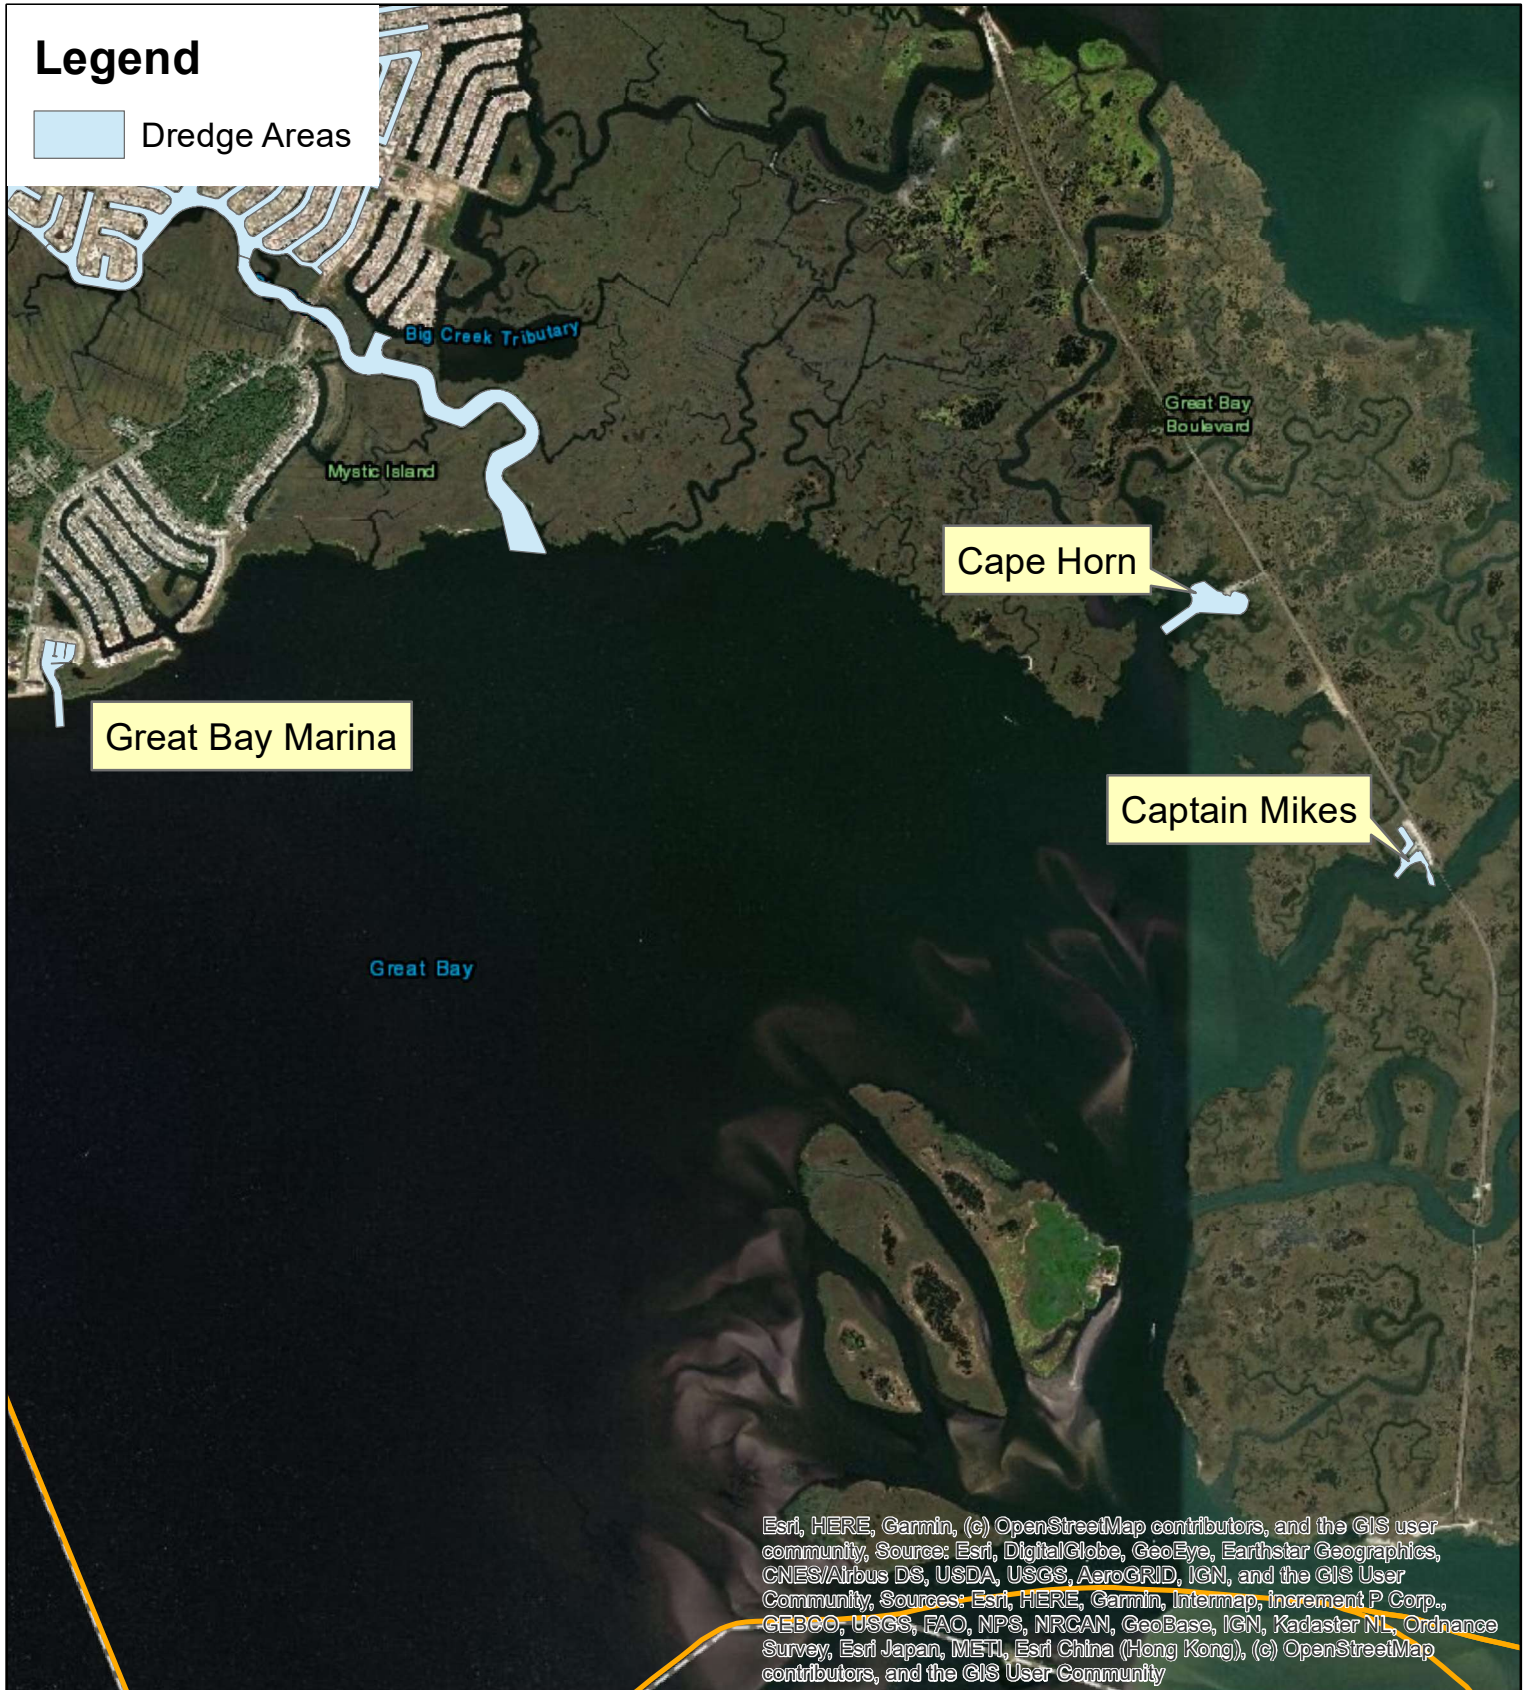 Legend
Dredge Areas
Big Creek Tributary
Great Bay
Boulevard
Mystic Island
Cape Horn
Great Bay Marina
Captain Mikes
Great Bay
Esri, HERE, Garmin, (c) OpenStreetMap contributors, and the GIS user
community, Source: Esri, DigitalGlobe, GeoEye, Earthstar Geographics,
CNES/Airbus DS, USDA, USGS, AeroGRID, IGN, and the GIS User
Community, Sources: Esri, HERE, Garmin, Intermap, increment P Corp.,
GEBCO, USGS, FAO, NPS, NRCAN, GeoBase, IGN, Kadaster NL, Ordnance
Survey, Esri Japan, METI, Esri China (Hong Kong), (c) OpenStreetMap
contributors, and the GIS User Community